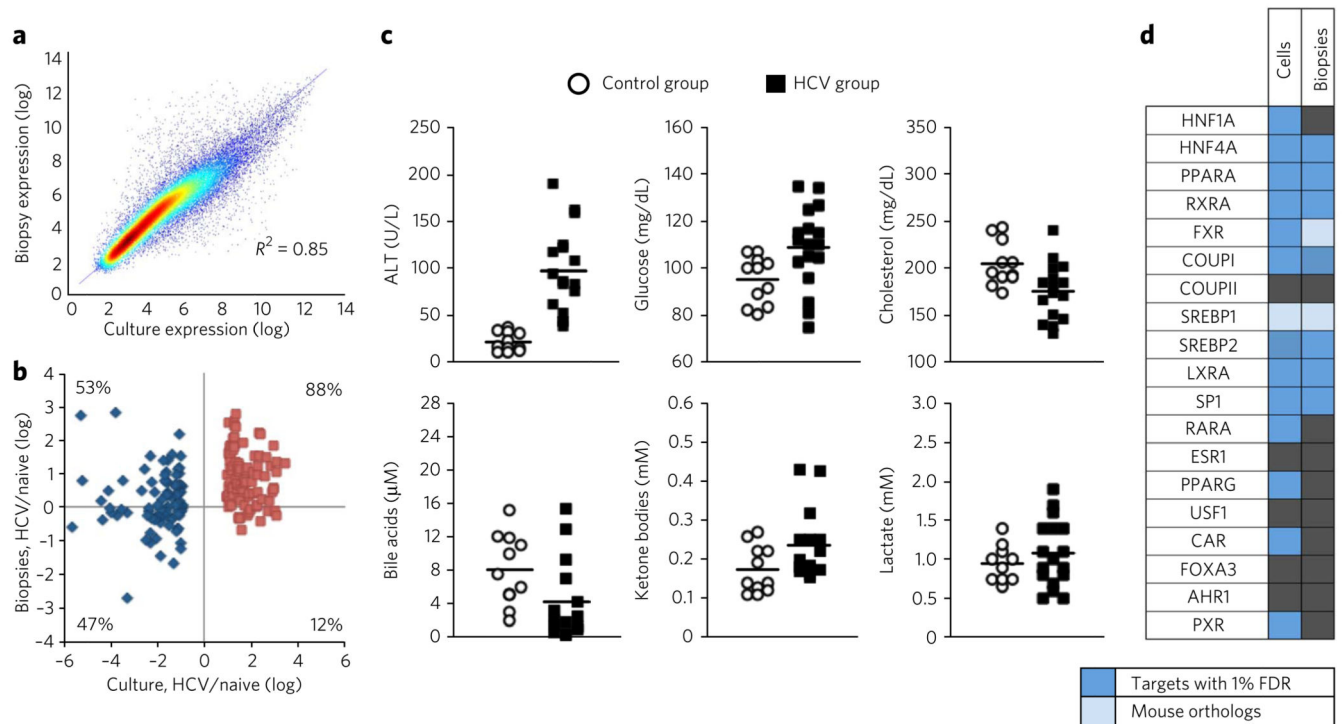 a
Biopsy expression (log)
14
12
10
8
6
4
2
0
0 2 4 6 8 10 12 14
R² = 0.85
Culture expression (log)
b
Biopsies, HCV/naive (log)
4
3
2
1
0
−1
−2
−3
−4
53% 88%
47% 12%
−6 −4 −2 0 2 4 6
Culture, HCV/naive (log)
c
Control group HCV group
ALT (U/L)
250
200
150
100
50
0
Glucose (mg/dL)
160
140
120
100
80
60
Cholesterol (mg/dL)
350
300
250
200
150
100
Bile acids (μM)
28
24
20
16
12
8
4
0
Ketone bodies (mM)
0.6
0.5
0.4
0.3
0.2
0.1
0
Lactate (mM)
3.0
2.5
2.0
1.5
1.0
0.5
0
d
Cells Biopsies
HNF1A
HNF4A
PPARA
RXRA
FXR
COUPI
COUPII
SREBP1
SREBP2
LXRA
SP1
RARA
ESR1
PPARG
USF1
CAR
FOXA3
AHR1
PXR
Targets with 1% FDR
Mouse orthologs